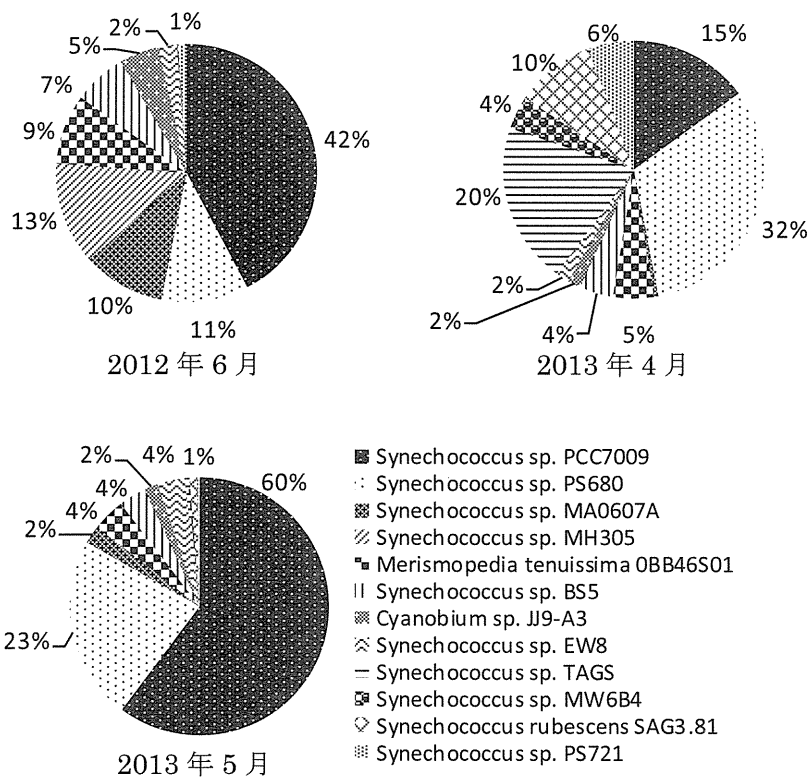 1%
2%
5%
7%
9%
13%
10%
11%
42%
2012 年 6 月
6%
15%
10%
4%
20%
32%
2%
2%
4%
5%
2013 年 4 月
2%
4%
1%
60%
4%
4%
2%
23%
2013 年 5 月
Synechococcus sp. PCC7009
Synechococcus sp. PS680
Synechococcus sp. MA0607A
Synechococcus sp. MH305
Merismopedia tenuissima 0BB46S01
Synechococcus sp. BS5
Cyanobium sp. JJ9-A3
Synechococcus sp. EW8
Synechococcus sp. TAGS
Synechococcus sp. MW6B4
Synechococcus rubescens SAG3.81
Synechococcus sp. PS721